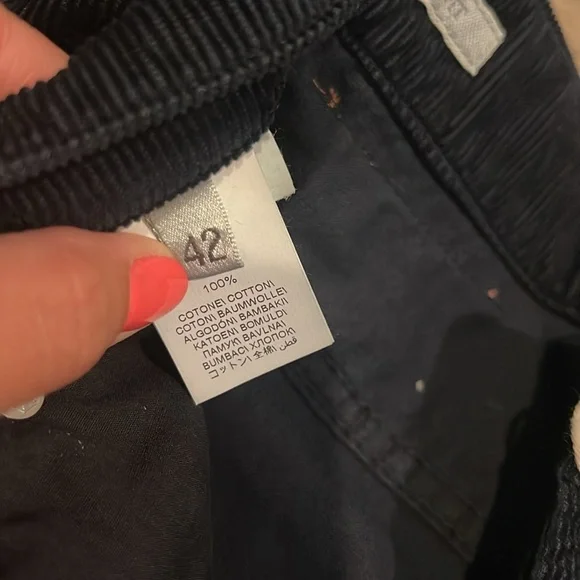 42
100%
COTONE\ COTTON\
COTON\ BAUMWOLLE\
ALGODÓN\ BAMBAKI\
KATOEN\ BOMULD\
ПАМУК\ BAVLNA\
BUMBAC\ ХЛОПОК\
コットン\ 全棉\ قطن